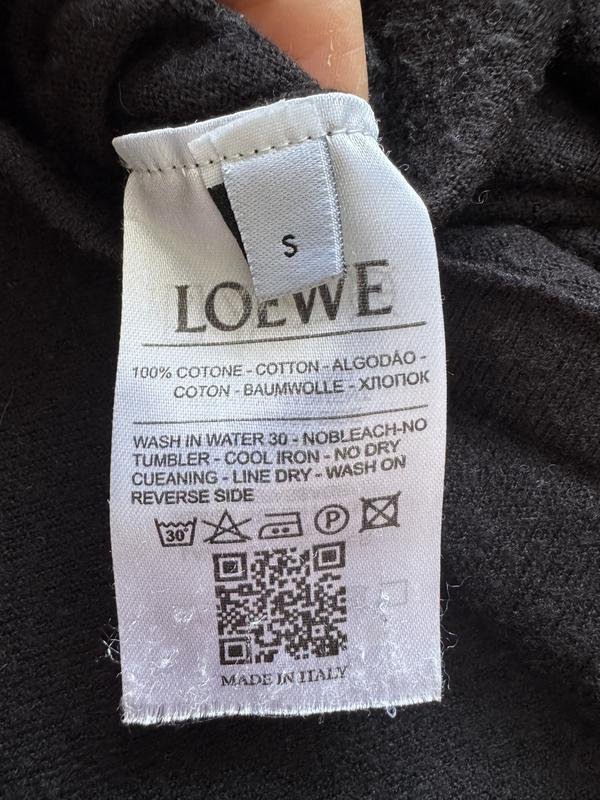 S
LOEWE
100% COTONE - COTTON - ALGODÃO -
COTON - BAUMWOLLE - ХЛОПОК
WASH IN WATER 30 - NOBLEACH-NO
TUMBLER - COOL IRON - NO DRY
CUEANING - LINE DRY - WASH ON
REVERSE SIDE
30° P
MADE IN ITALY